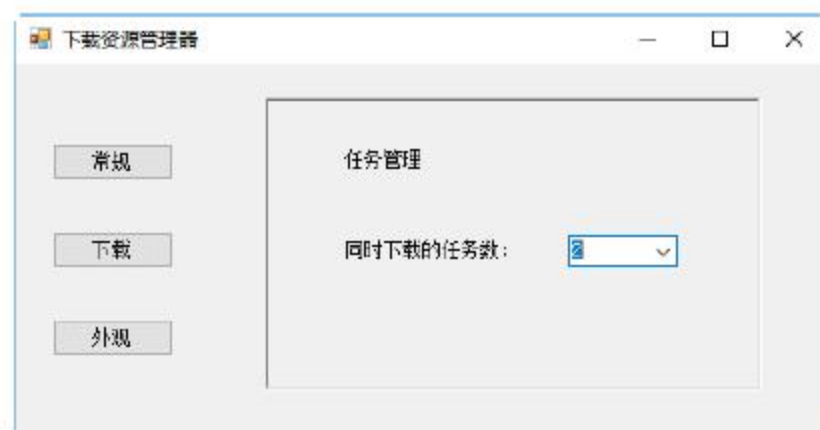 下载资源管理器
常规
任务管理
下载
同时下载的任务数：
2
外观